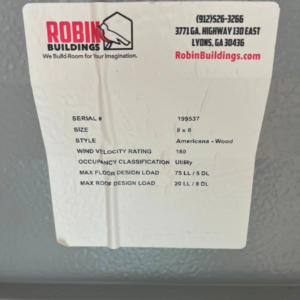 ROBIN
BUILDINGS
We Build-Room for Your Imagination.
(912)526-3266
3771 GA. HIGHWAY 130 EAST
LYONS, GA 30436
RobinBuildings.com
SERIAL # 199537
SIZE 8 x 8
STYLE Americana - Wood
WIND VELOCITY RATING 160
OCCUPANCY CLASSIFICATION Utility
MAX FLOOR DESIGN LOAD 75 LL / 5 DL
MAX ROOF DESIGN LOAD 20 LL / 8 DL